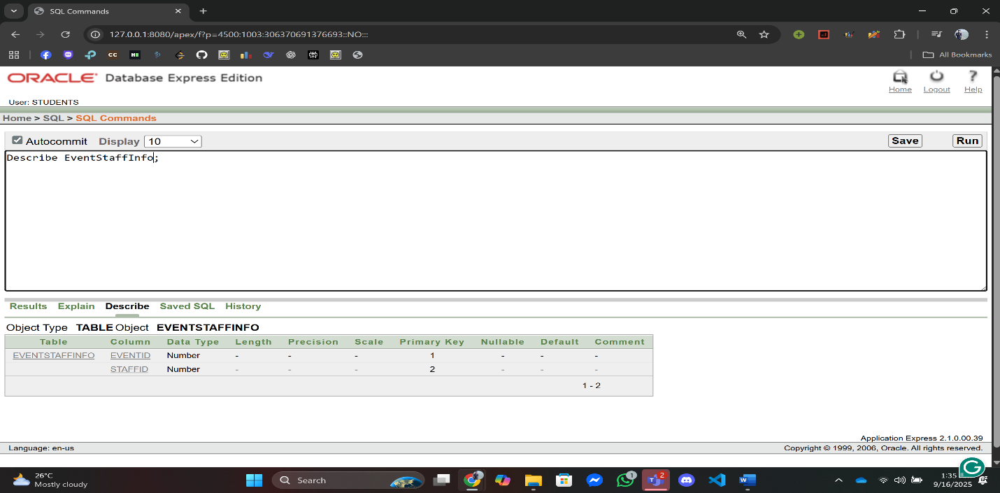 SQL Commands
127.0.0.1:8080/apex/f?p=4500:1003:306370691376693::NO:::
CC
All Bookmarks
ORACLE Database Express Edition
Home Logout Help
User: STUDENTS
Home > SQL > SQL Commands
Autocommit Display 10 Save Run
Describe EventStaffInfo;
Results Explain Describe Saved SQL History
Object Type TABLE Object EVENTSTAFFINFO
Table Column Data Type Length Precision Scale Primary Key Nullable Default Comment
EVENTSTAFFINFO EVENTID Number - - - 1 - - -
STAFFID Number - - - 2 - - -
1 - 2
Application Express 2.1.0.00.39
Language: en-us Copyright © 1999, 2006, Oracle. All rights reserved.
26°C
Mostly cloudy
Search
1
2
1:35
9/16/2025